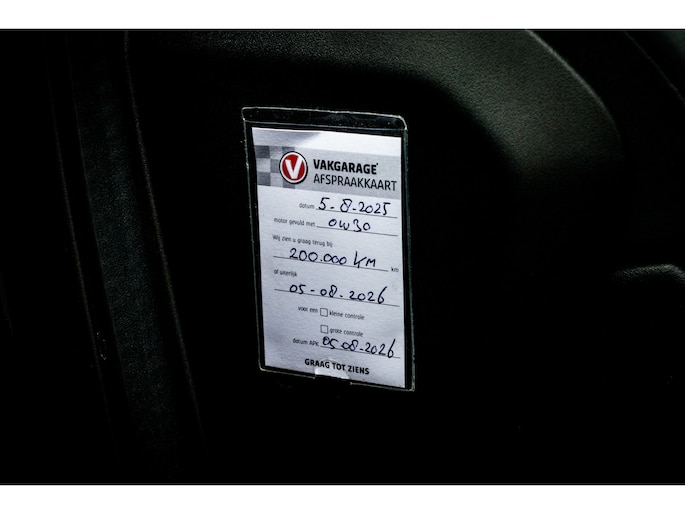 V VAKGARAGE
AFSPRAAKKAART
datum 5-8-2025
motor gevuld met 0w30
Wij zien u graag terug bij:
200.000 KM km
of uiterlijk
05-08-2026
voor een kleine controle
grote controle
datum APK 05 08-2026
GRAAG TOT ZIENS